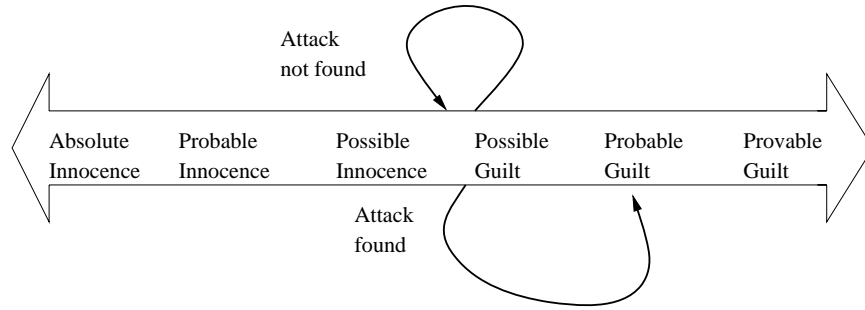 Attack
not found
Absolute Probable Possible Possible Probable Provable
Innocence Innocence Innocence Guilt Guilt Guilt
Attack
found